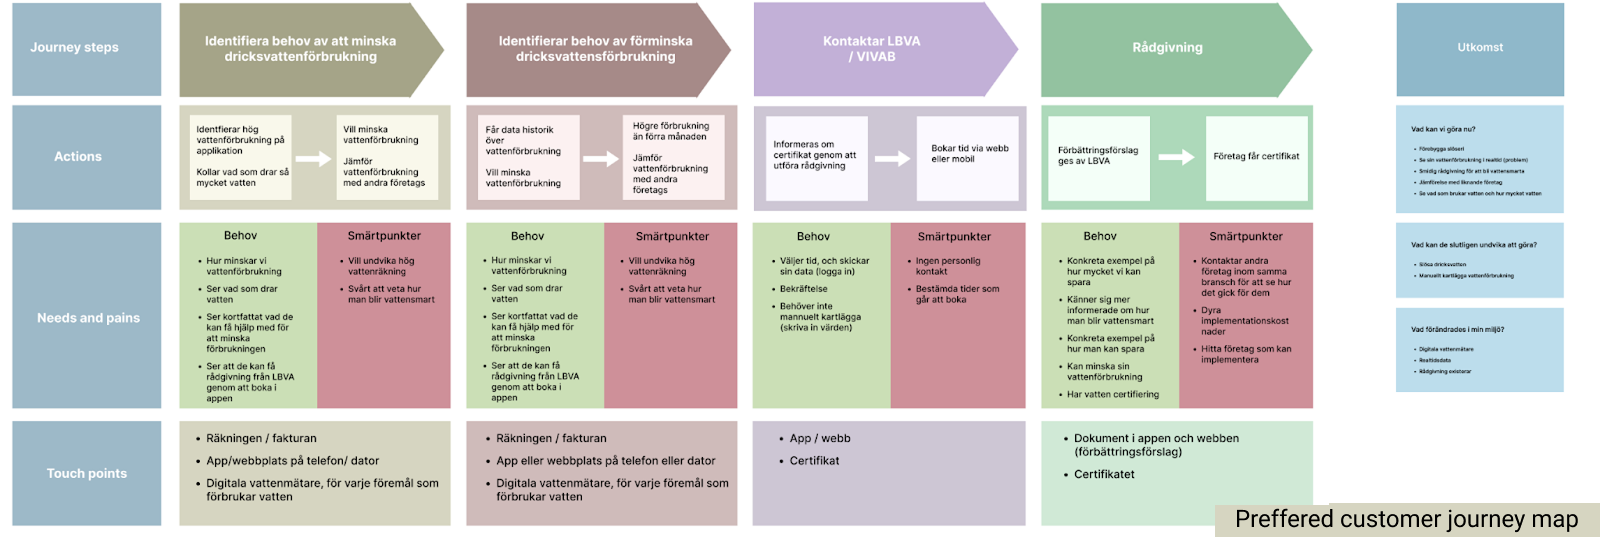 Journey steps
Identifiera behov av att minska
dricksvattenförbrukning
Identifierar behov av förminska
dricksvattensförbrukning
Kontaktar LBVA
/ VIVAB
Rådgivning
Utkomst
Actions
Identfierar hög
vattenförbrukning på
applikation
Kollar vad som drar så
mycket vatten
Vill minska
vattenförbrukning
Jämför
vattenförbrukning
med andra företags
Får data historik
över
vattenförbrukning
Vill minska
vattenförbrukning
Högre förbrukning
än förra månaden
Jämför
vattenförbrukning
med andra
företags
Informeras om
certifikat genom att
utföra rådgivning
Bokar tid via webb
eller mobil
Förbättringsförslag
ges av LBVA
Företag får certifikat
Vad kan vi göra nu?
• Förebygga slöseri
• Se sin vattenförbrukning i realtid (problem)
• Smidig rådgivning för att bli vattensmarta
• Jämförelse med liknande företag
• Se vad som brukar vatten och hur mycket vatten
Needs and pains
Behov
• Hur minskar vi
vattenförbrukning
• Ser vad som drar
vatten
• Ser kortfattat vad de
kan få hjälp med för
att minska
förbrukningen
• Ser att de kan få
rådgivning från LBVA
genom att boka i
appen
Smärtpunkter
• Vill undvika hög
vattenräkning
• Svårt att veta hur
man blir vattensmart
Behov
• Hur minskar vi
vattenförbrukning
• Ser vad som drar
vatten
• Ser kortfattat vad de
kan få hjälp med för
att minska
förbrukningen
• Ser att de kan få
rådgivning från LBVA
genom att boka i
appen
Smärtpunkter
• Vill undvika hög
vattenräkning
• Svårt att veta hur
man blir vattensmart
Behov
• Väljer tid, och skickar
sin data (logga in)
• Bekräftelse
• Behöver inte
mannuelt kartlägga
(skriva in värden)
Smärtpunkter
• Ingen personlig
kontakt
• Bestämda tider som
går att boka
Behov
• Konkreta exempel på
hur mycket vi kan
spara
• Känner sig mer
informerade om hur
man blir vattensmart
• Konkreta exempel på
hur man kan spara
• Kan minska sin
vattenförbrukning
• Har vatten certifiering
Smärtpunkter
• Kontaktar andra
företag inom samma
bransch för att se hur
det gick för dem
• Dyra
implementationskost
nader
• Hitta företag som kan
implementera
Vad kan de slutligen undvika att göra?
• Slösa dricksvatten
• Manuellt kartlägga vattenförbrukning
Vad förändrades i min miljö?
• Digitala vattenmätare
• Realtidsdata
• Rådgivning existerar
Touch points
• Räkningen / fakturan
• App/webbplats på telefon/ dator
• Digitala vattenmätare, för varje föremål som
förbrukar vatten
• Räkningen / fakturan
• App eller webbplats på telefon eller dator
• Digitala vattenmätare, för varje föremål som
förbrukar vatten
• App / webb
• Certifikat
• Dokument i appen och webben
(förbättringsförslag)
• Certifikatet
Preffered customer journey map